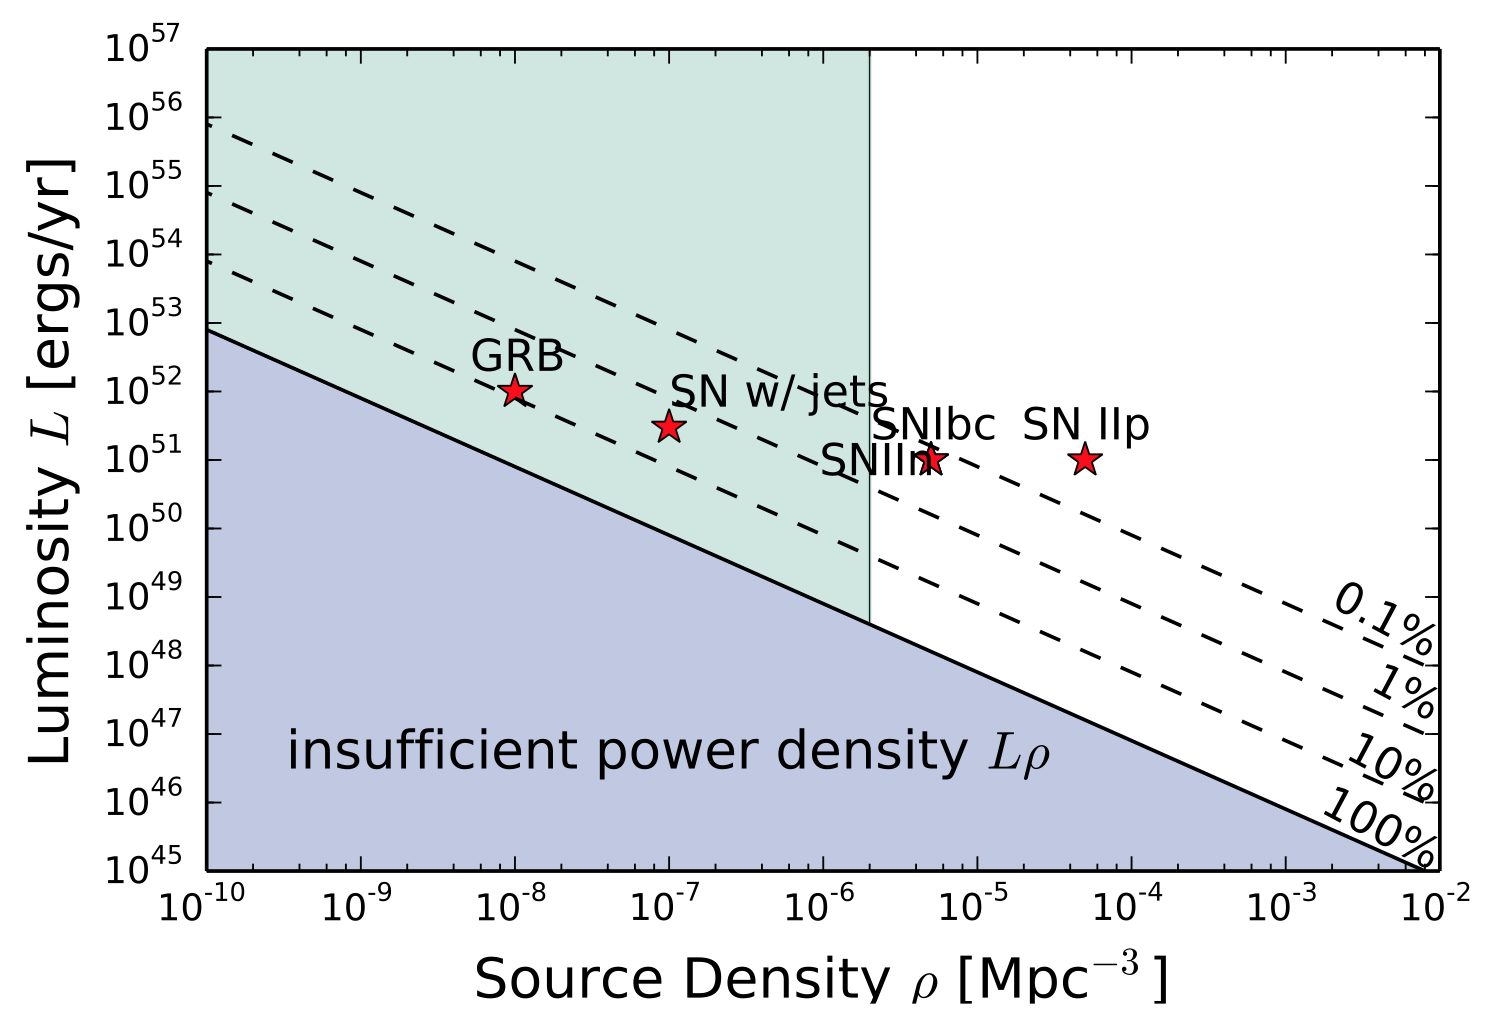 10^57
10^56
10^55
10^54
10^53
10^52
10^51
10^50
10^49
10^48
10^47
10^46
10^45
Luminosity L [ergs/yr]
GRB
SN w/ jets
SNIbc
SN IIp
SNIIn
0.1%
1%
10%
100%
insufficient power density Lρ
10^-10 10^-9 10^-8 10^-7 10^-6 10^-5 10^-4 10^-3 10^-2
Source Density ρ [Mpc^−3]